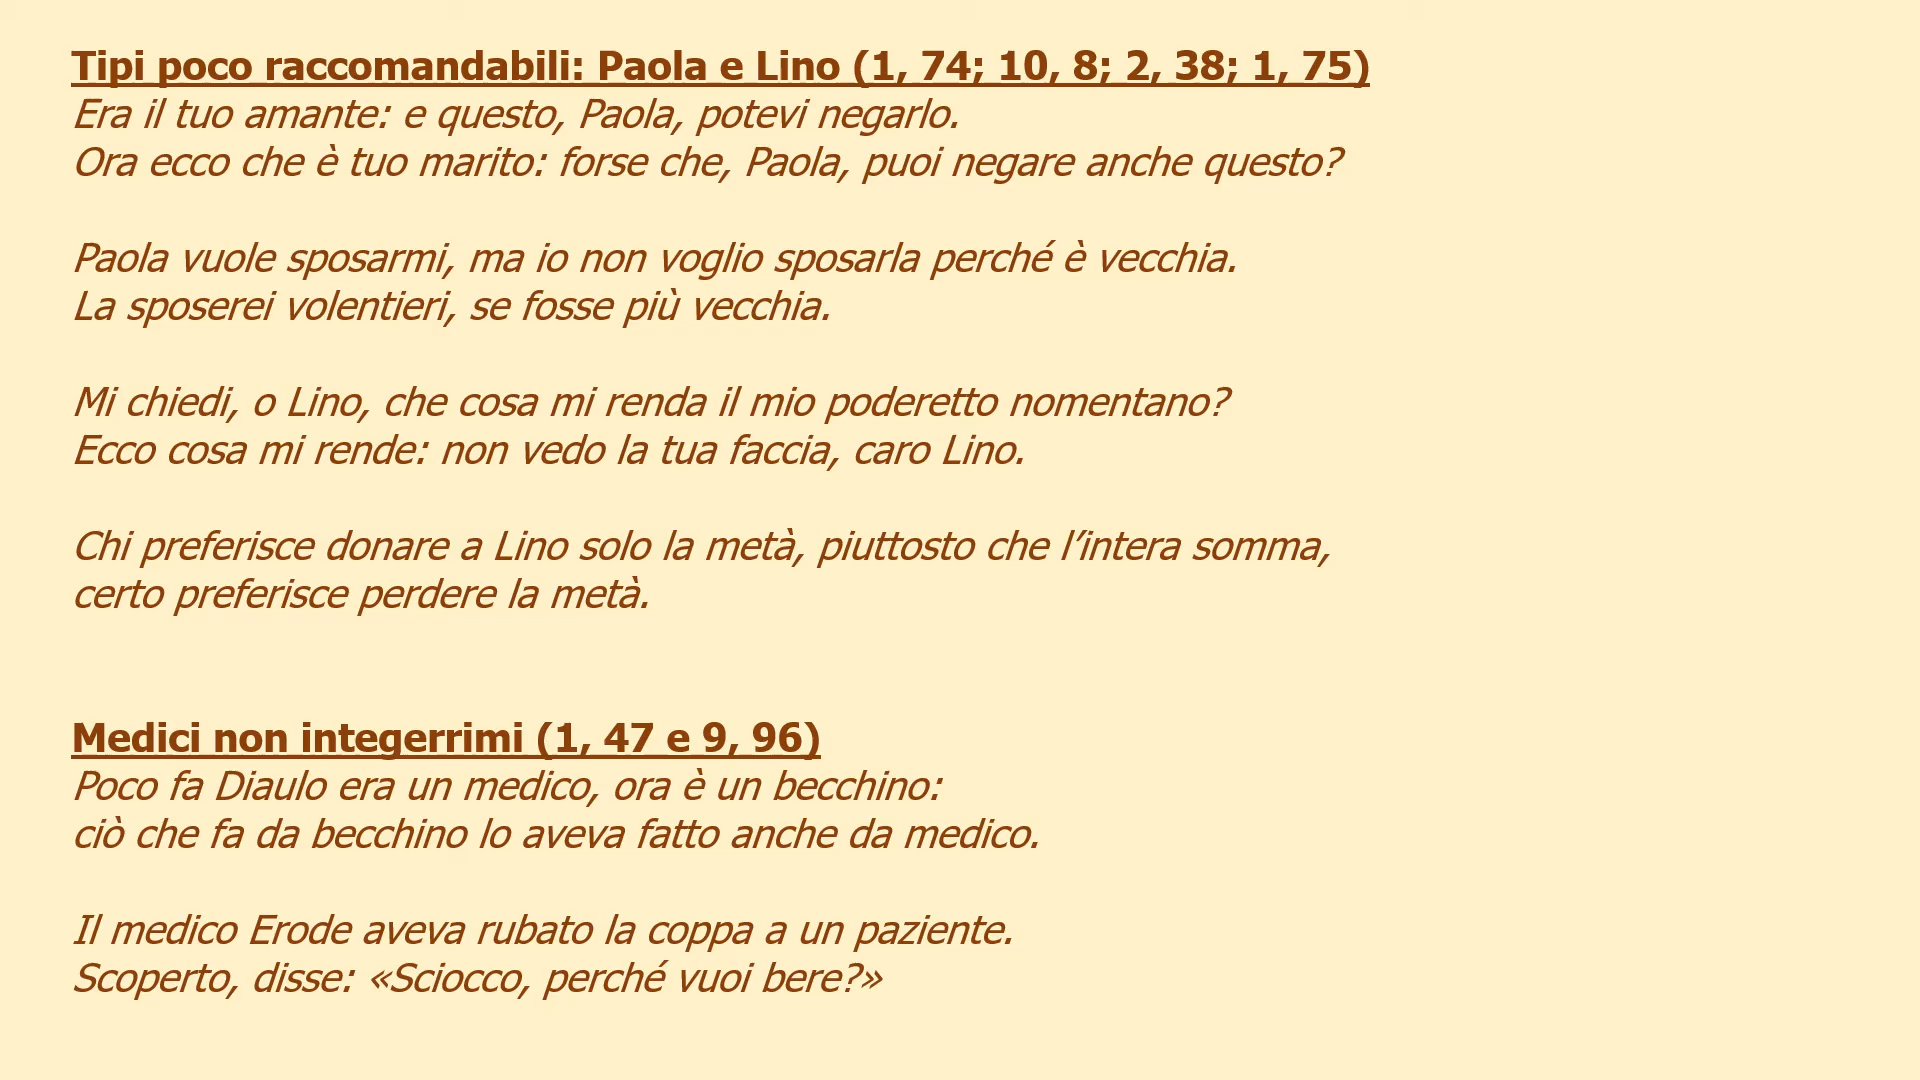 Tipi poco raccomandabili: Paola e Lino (1, 74; 10, 8; 2, 38; 1, 75)
Era il tuo amante: e questo, Paola, potevi negarlo.
Ora ecco che è tuo marito: forse che, Paola, puoi negare anche questo?
Paola vuole sposarmi, ma io non voglio sposarla perché è vecchia.
La sposerei volentieri, se fosse più vecchia.
Mi chiedi, o Lino, che cosa mi renda il mio poderetto nomentano?
Ecco cosa mi rende: non vedo la tua faccia, caro Lino.
Chi preferisce donare a Lino solo la metà, piuttosto che l’intera somma,
certo preferisce perdere la metà.
Medici non integerrimi (1, 47 e 9, 96)
Poco fa Diaulo era un medico, ora è un becchino:
ciò che fa da becchino lo aveva fatto anche da medico.
Il medico Erode aveva rubato la coppa a un paziente.
Scoperto, disse: «Sciocco, perché vuoi bere?»